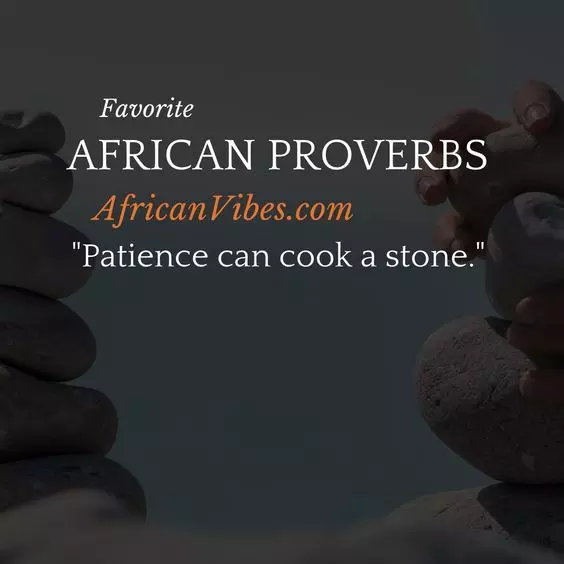 Favorite
AFRICAN PROVERBS
AfricanVibes.com
"Patience can cook a stone."